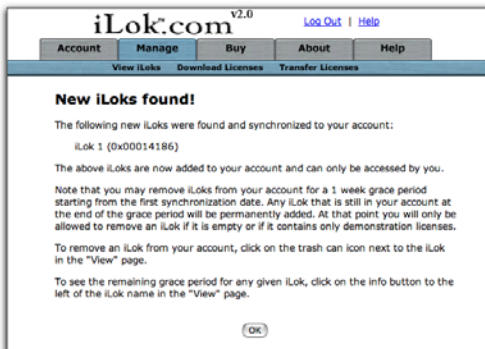 iLok.com v2.0
Log Out | Help
Account Manage Buy About Help
View iLoks Download Licenses Transfer Licenses
New iLoks found!
The following new iLoks were found and synchronized to your account:
iLok 1 (0x00014186)
The above iLoks are now added to your account and can only be accessed by you.
Note that you may remove iLoks from your account for a 1 week grace period
starting from the first synchronization date. Any iLok that is still in your account at
the end of the grace period will be permanently added. At that point you will only be
allowed to remove an iLok if it is empty or if it contains only demonstration licenses.
To remove an iLok from your account, click on the trash can icon next to the iLok
in the "View" page.
To see the remaining grace period for any given iLok, click on the info button to the
left of the iLok name in the "View" page.
OK